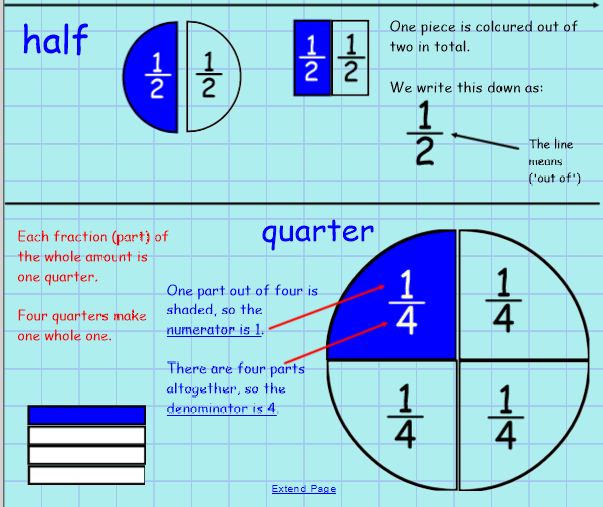 half
1/2 1/2
1/2 1/2
One piece is coloured out of
two in total.
We write this down as:
1/2
The line
means
('out of')
quarter
Each fraction (part) of
the whole amount is
one quarter.
Four quarters make
one whole one.
One part out of four is
shaded, so the
numerator is 1.
There are four parts
altogether, so the
denominator is 4.
1/4 1/4
1/4 1/4
Extend Page